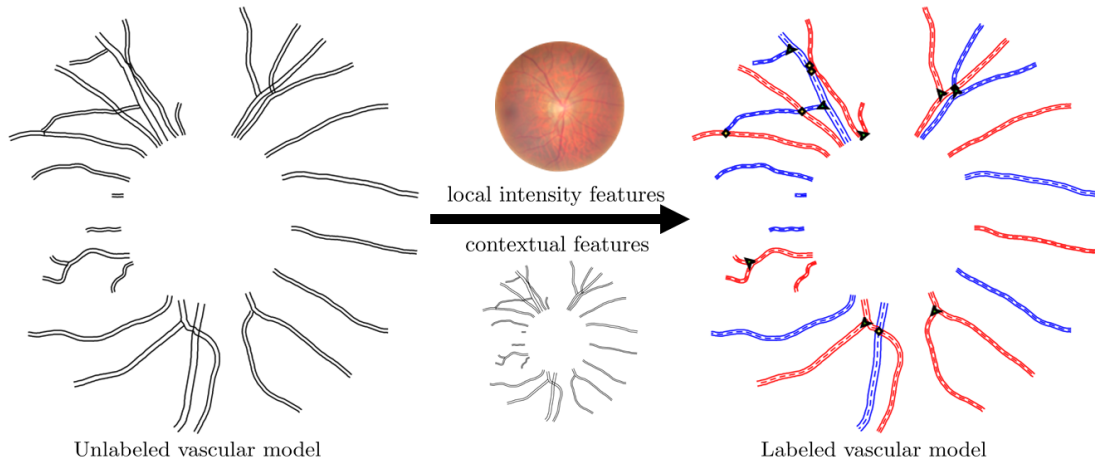 local intensity features
contextual features
Unlabeled vascular model
Labeled vascular model